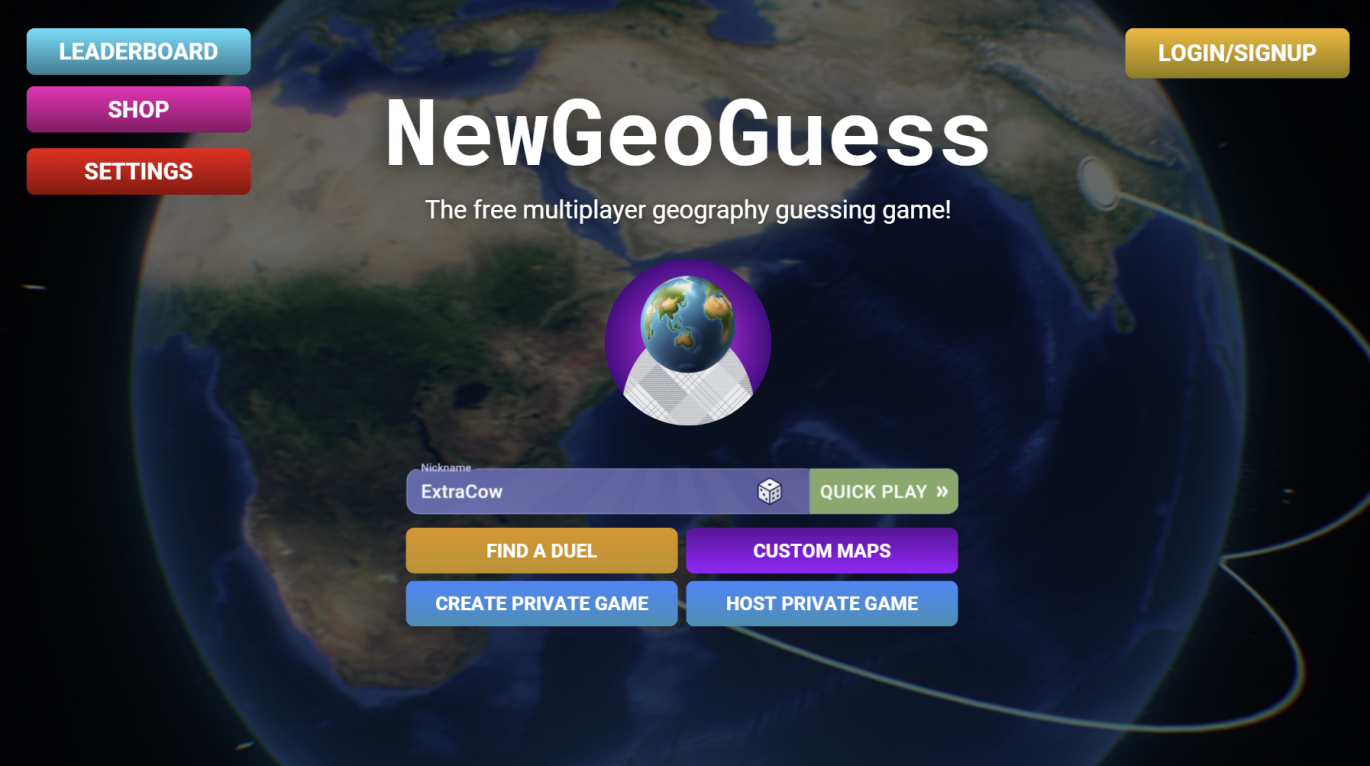 LEADERBOARD
LOGIN/SIGNUP
SHOP
SETTINGS
NewGeoGuess
The free multiplayer geography guessing game!
Nickname
ExtraCow
QUICK PLAY »
FIND A DUEL
CUSTOM MAPS
CREATE PRIVATE GAME
HOST PRIVATE GAME